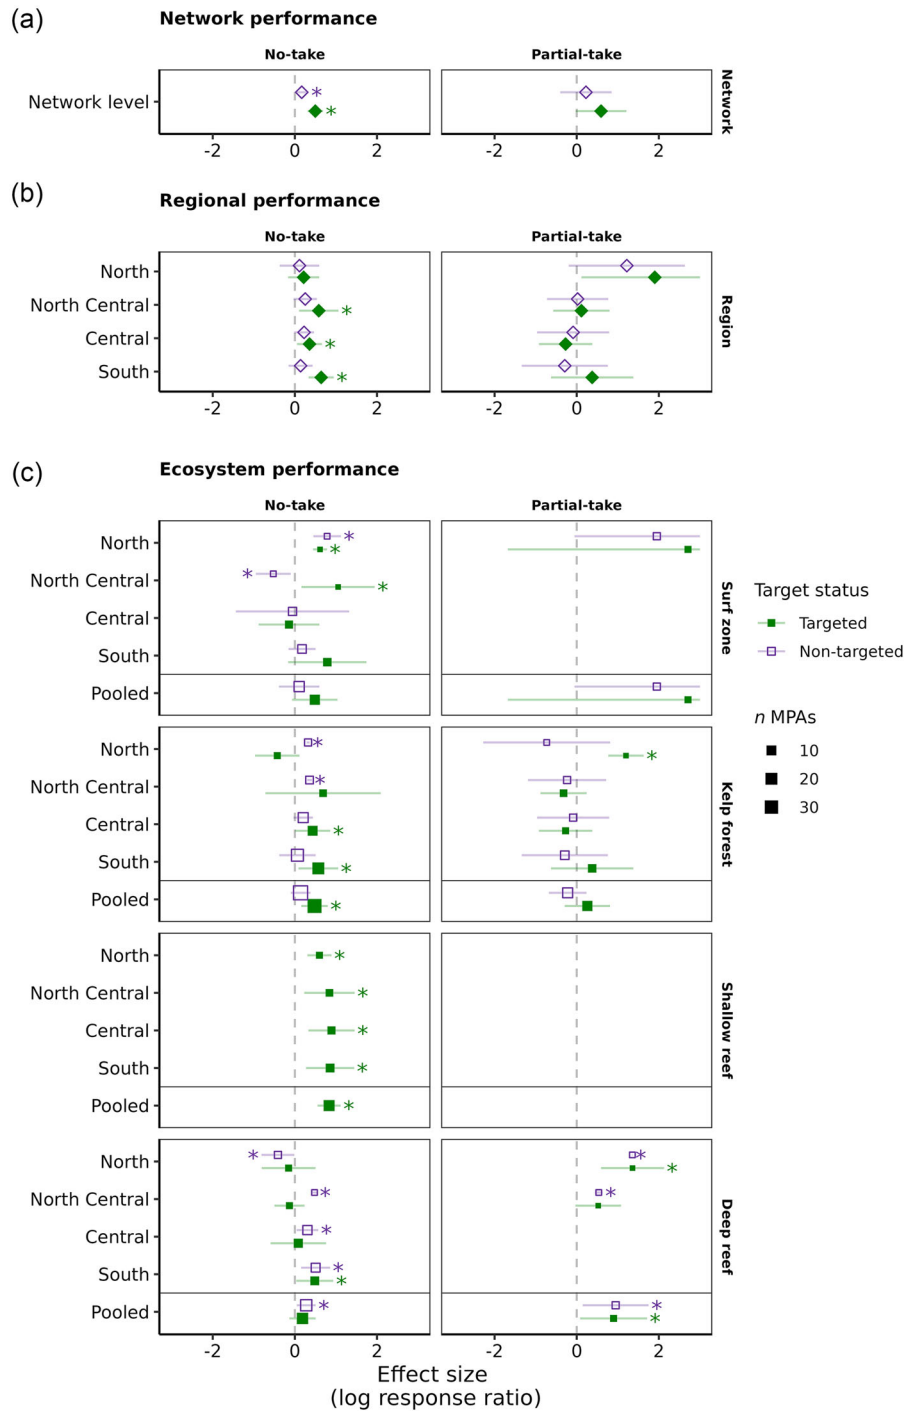 (a)
Network performance
No-take
Partial-take
Network level
*
*
Network
-2 0 2
-2 0 2
(b)
Regional performance
No-take
Partial-take
North
North Central *
Central *
South *
Region
-2 0 2
-2 0 2
(c)
Ecosystem performance
No-take
Partial-take
North * *
North Central * *
Central
South
Pooled
Surf zone
North * *
North Central *
Central *
South *
Pooled *
Kelp forest
North *
North Central *
Central *
South *
Pooled *
Shallow reef
North * * *
North Central * *
Central *
South * *
Pooled * * *
Deep reef
-2 0 2
-2 0 2
Effect size
(log response ratio)
Target status
Targeted
Non-targeted
n MPAs
10
20
30